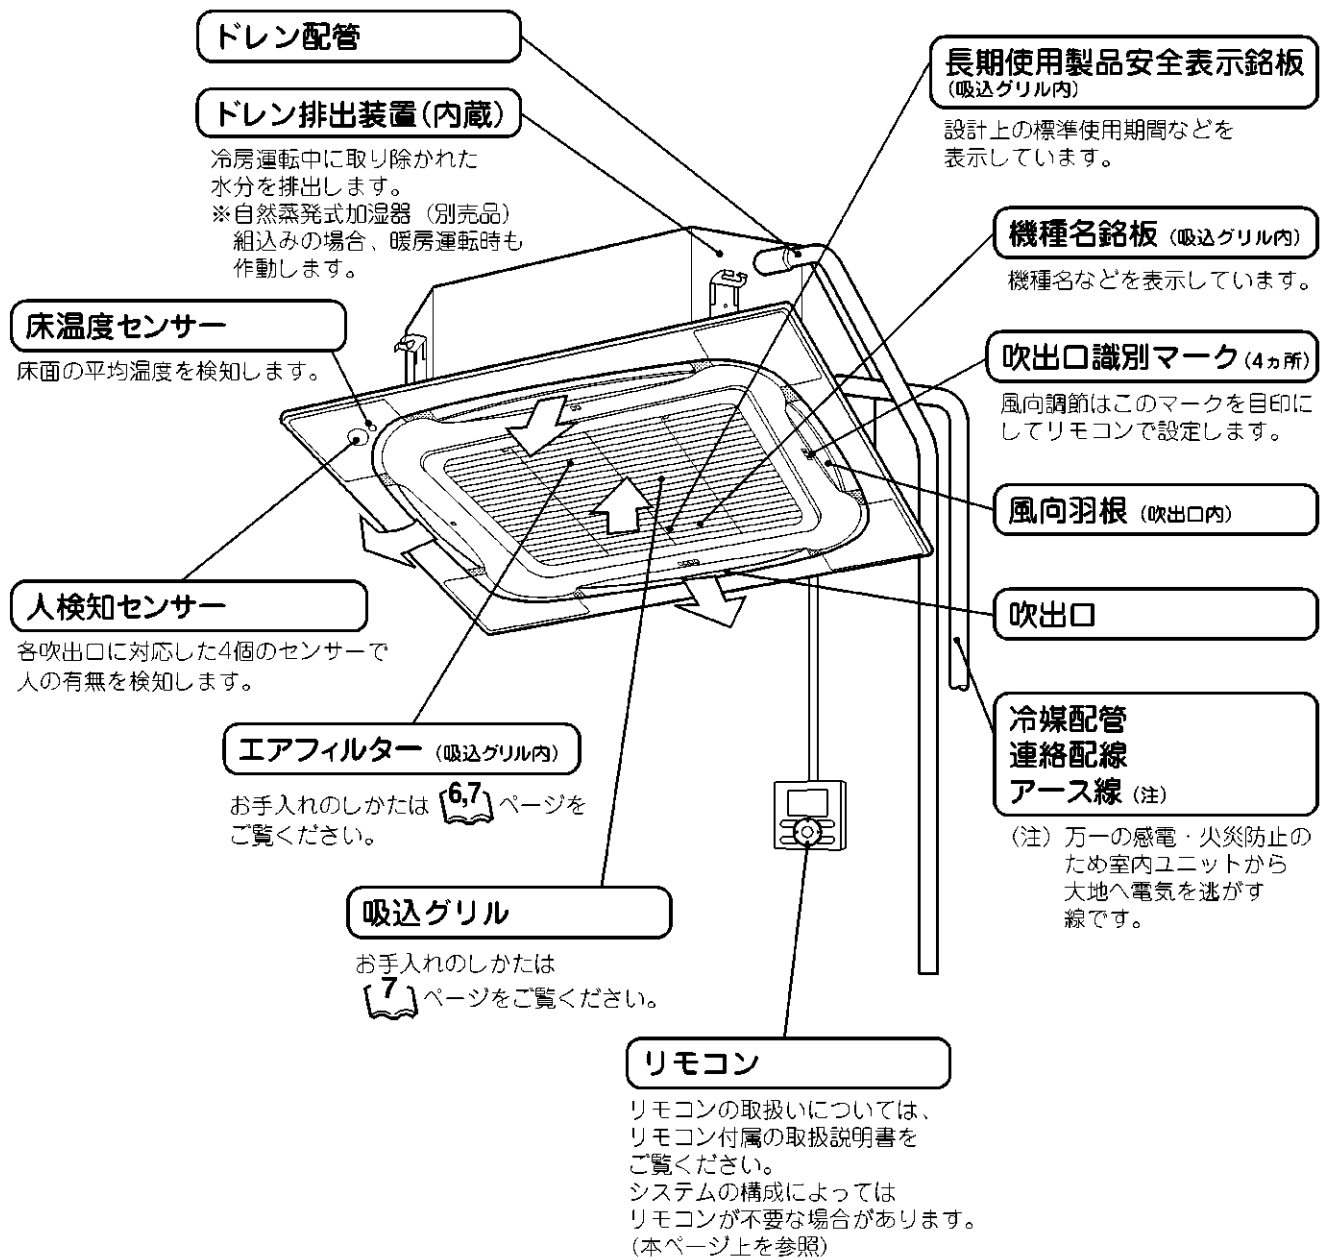 ドレン配管
ドレン排出装置(内蔵)
冷房運転中に取り除かれた
水分を排出します。
※自然蒸発式加湿器（別売品）
組込みの場合、暖房運転時も
作動します。
床温度センサー
床面の平均温度を検知します。
人検知センサー
各吹出口に対応した4個のセンサーで
人の有無を検知します。
エアフィルター (吸込グリル内)
お手入れのしかたは 6,7 ページを
ご覧ください。
吸込グリル
お手入れのしかたは
7 ページをご覧ください。
リモコン
リモコンの取扱いについては、
リモコン付属の取扱説明書を
ご覧ください。
システムの構成によっては
リモコンが不要な場合があります。
(本ページ上を参照)
長期使用製品安全表示銘板
(吸込グリル内)
設計上の標準使用期間などを
表示しています。
機種名銘板 (吸込グリル内)
機種名などを表示しています。
吹出口識別マーク (4ヵ所)
風向調節はこのマークを目印に
してリモコンで設定します。
風向羽根 (吹出口内)
吹出口
冷媒配管
連絡配線
アース線 (注)
（注）万一の感電・火災防止の
ため室内ユニットから
大地へ電気を逃がす
線です。